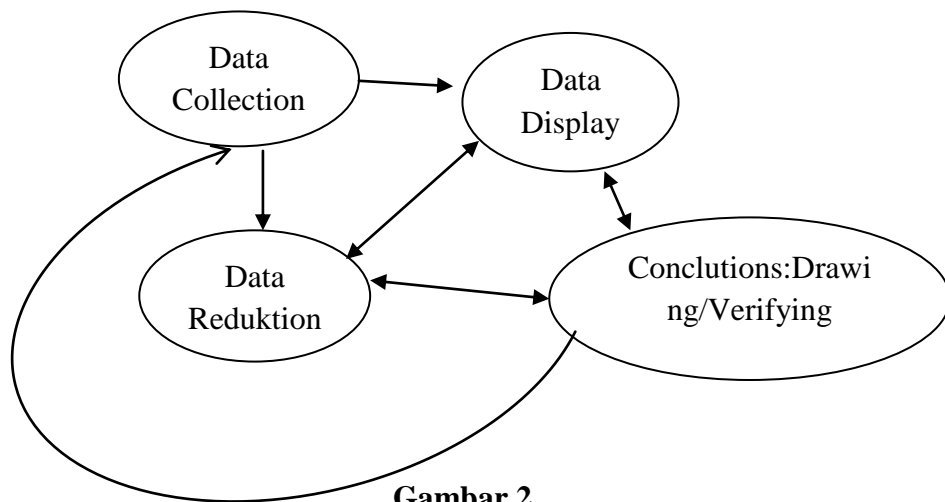 Data
Collection
Data
Display
Data
Reduktion
Conclutions:Drawi
ng/Verifying
Gambar 2